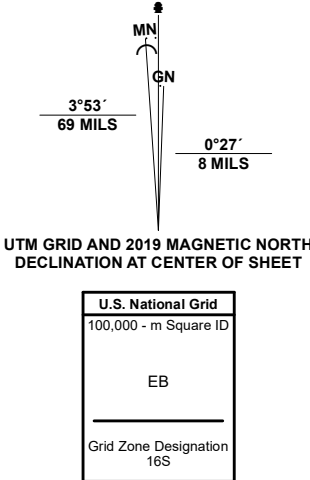 MN
GN
3°53´
69 MILS
0°27´
8 MILS
UTM GRID AND 2019 MAGNETIC NORTH
DECLINATION AT CENTER OF SHEET
U.S. National Grid
100,000 - m Square ID
EB
Grid Zone Designation
16S